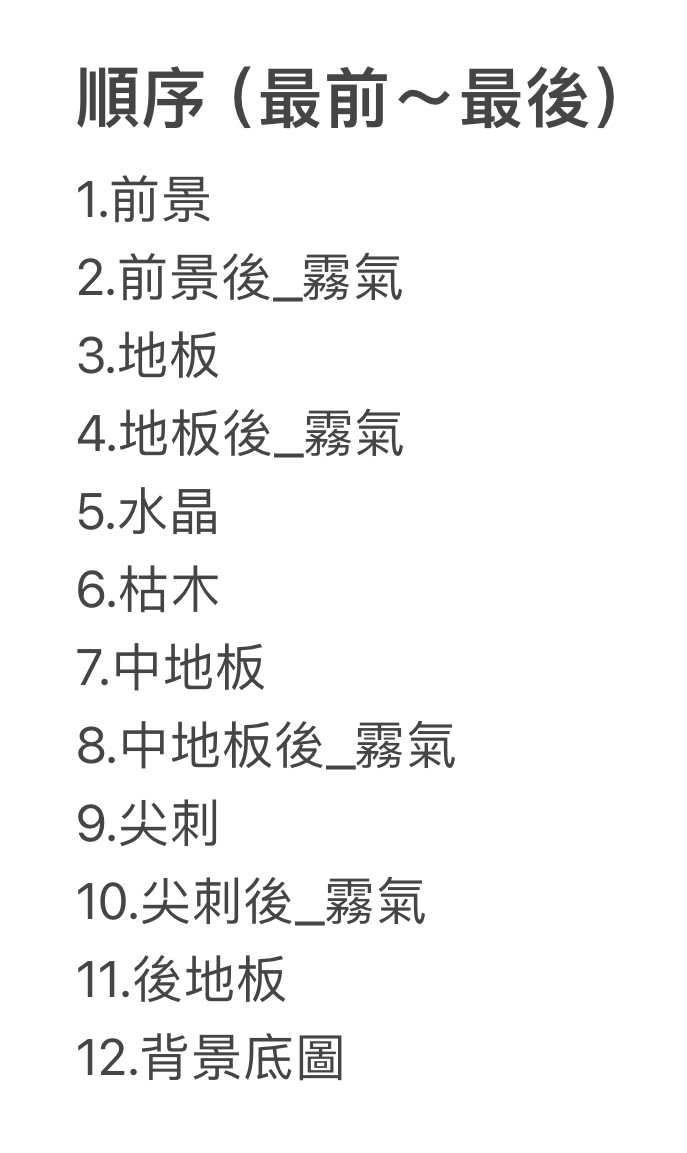 順序（最前～最後）
1.前景
2.前景後_霧氣
3.地板
4.地板後_霧氣
5.水晶
6.枯木
7.中地板
8.中地板後_霧氣
9.尖刺
10.尖刺後_霧氣
11.後地板
12.背景底圖